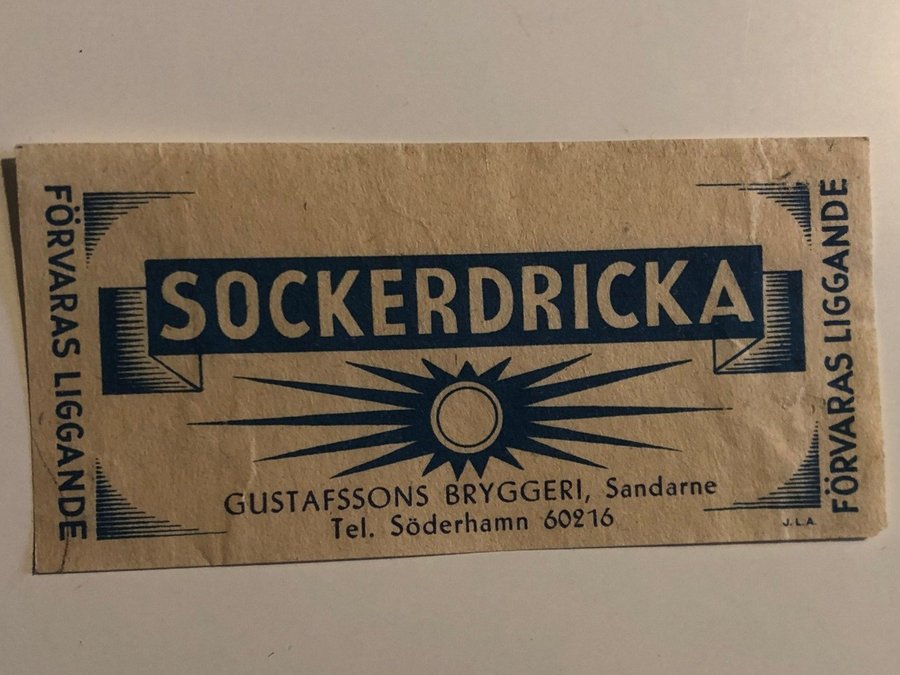 FÖRVARAS LIGGANDE
SOCKERDRICKA
GUSTAFSSONS BRYGGERI, Sandarne
Tel. Söderhamn 60216
J.L.A.
FÖRVARAS LIGGANDE